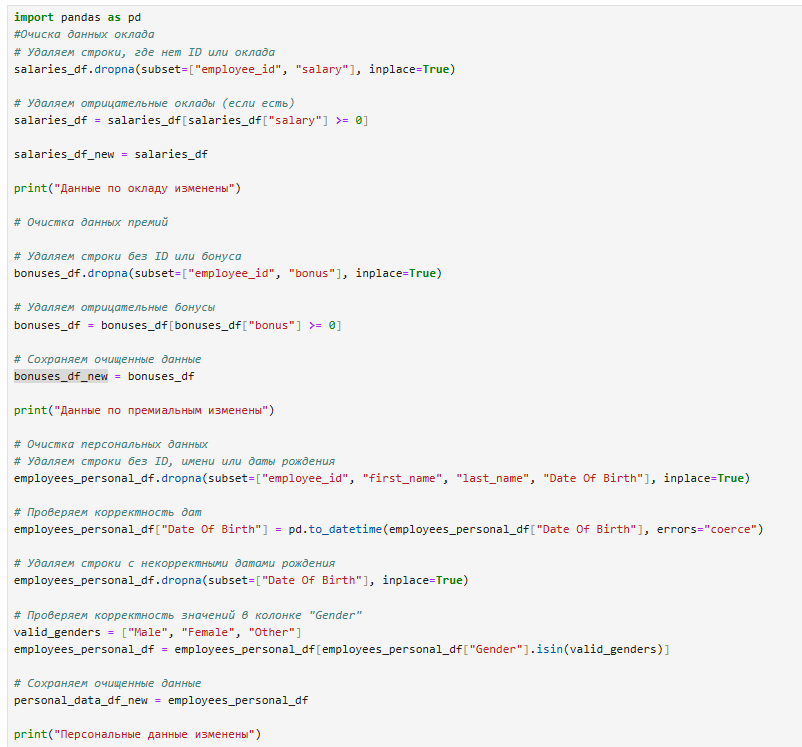 import pandas as pd
#Очиска данных оклада
# Удаляем строки, где нет ID или оклада
salaries_df.dropna(subset=["employee_id", "salary"], inplace=True)
# Удаляем отрицательные оклады (если есть)
salaries_df = salaries_df[salaries_df["salary"] >= 0]
salaries_df_new = salaries_df
print("Данные по окладу изменены")
# Очистка данных премий
# Удаляем строки без ID или бонуса
bonuses_df.dropna(subset=["employee_id", "bonus"], inplace=True)
# Удаляем отрицательные бонусы
bonuses_df = bonuses_df[bonuses_df["bonus"] >= 0]
# Сохраняем очищенные данные
bonuses_df_new = bonuses_df
print("Данные по премиальным изменены")
# Очистка персональных данных
# Удаляем строки без ID, имени или даты рождения
employees_personal_df.dropna(subset=["employee_id", "first_name", "last_name", "Date Of Birth"], inplace=True)
# Проверяем корректность дат
employees_personal_df["Date Of Birth"] = pd.to_datetime(employees_personal_df["Date Of Birth"], errors="coerce")
# Удаляем строки с некорректными датами рождения
employees_personal_df.dropna(subset=["Date Of Birth"], inplace=True)
# Проверяем корректность значений в колонке "Gender"
valid_genders = ["Male", "Female", "Other"]
employees_personal_df = employees_personal_df[employees_personal_df["Gender"].isin(valid_genders)]
# Сохраняем очищенные данные
personal_data_df_new = employees_personal_df
print("Персональные данные изменены")